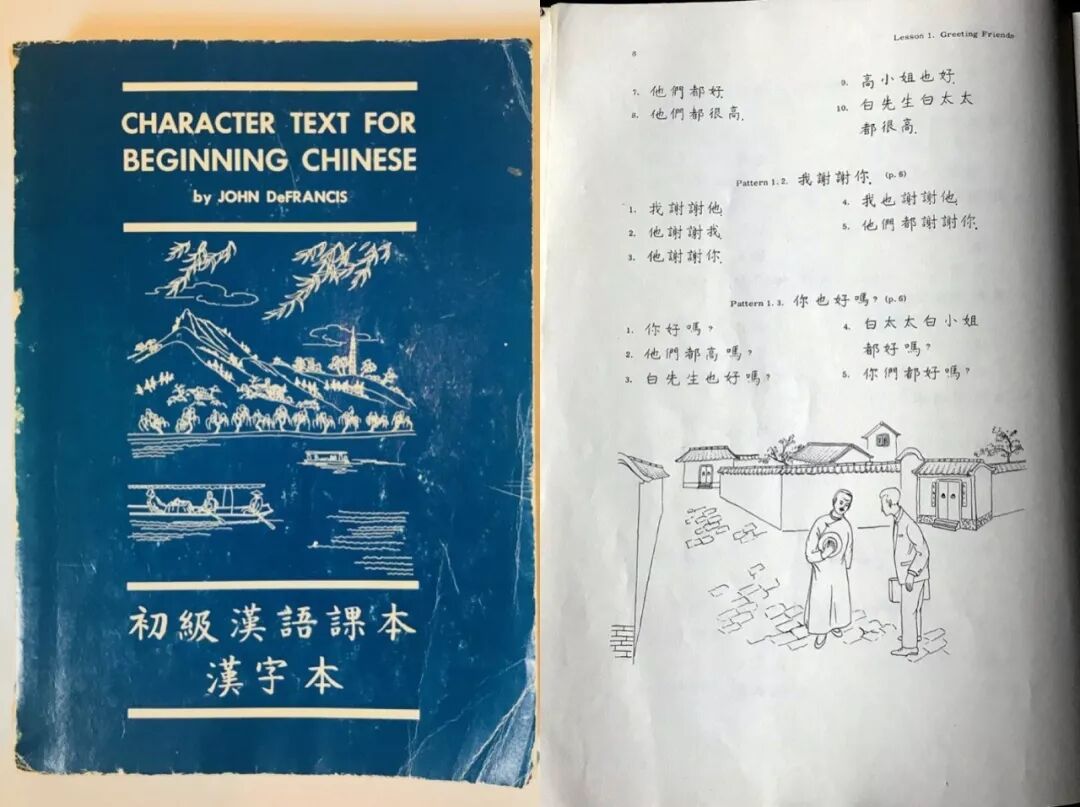 CHARACTER TEXT FOR
BEGINNING CHINESE
by JOHN DeFRANCIS
初級漢語課本
漢字本
Lesson 1. Greeting Friends
6
7. 他們都好.
8. 他們都很高.
9. 高小姐也好.
10. 白先生白太太
都很高.
Pattern 1.2. 我謝謝你. (p. 6)
1. 我謝謝他.
2. 他謝謝我.
3. 他謝謝你.
4. 我也謝謝他.
5. 他們都謝謝你.
Pattern 1.3. 你也好嗎? (p.6)
1. 你好嗎?
2. 他們都高嗎?
3. 白先生也好嗎?
4. 白太太白小姐
都好嗎?
5. 你們都好嗎?